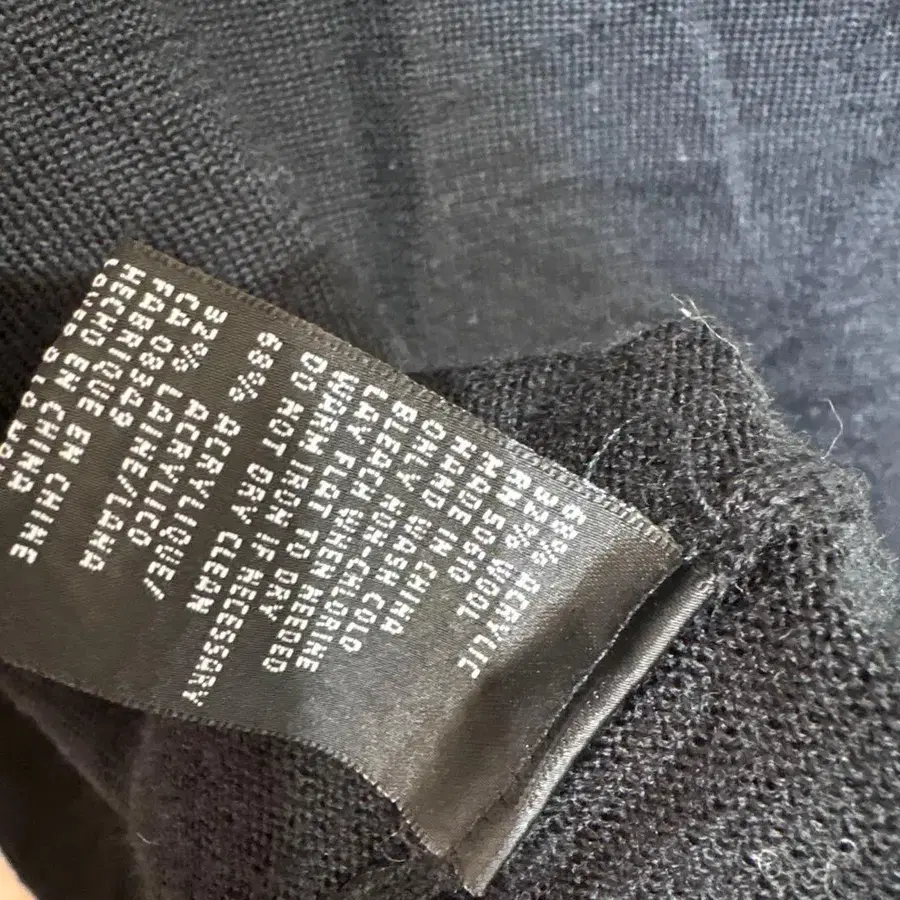 68% ACRYLIC
32% WOOL
RN 50610
MADE IN CHINA
HAND WASH COLD
ONLY NON-CHLORINE
BLEACH WHEN NEEDED
LAY FLAT TO DRY
WARM IRON IF NECESSARY
DO NOT DRY CLEAN
68% ACRYLIQUE/
ACRYLICO
32% LAINE/LANA
CA 08349
FABRIQUE EN CHINE
HECHO EN CHINA